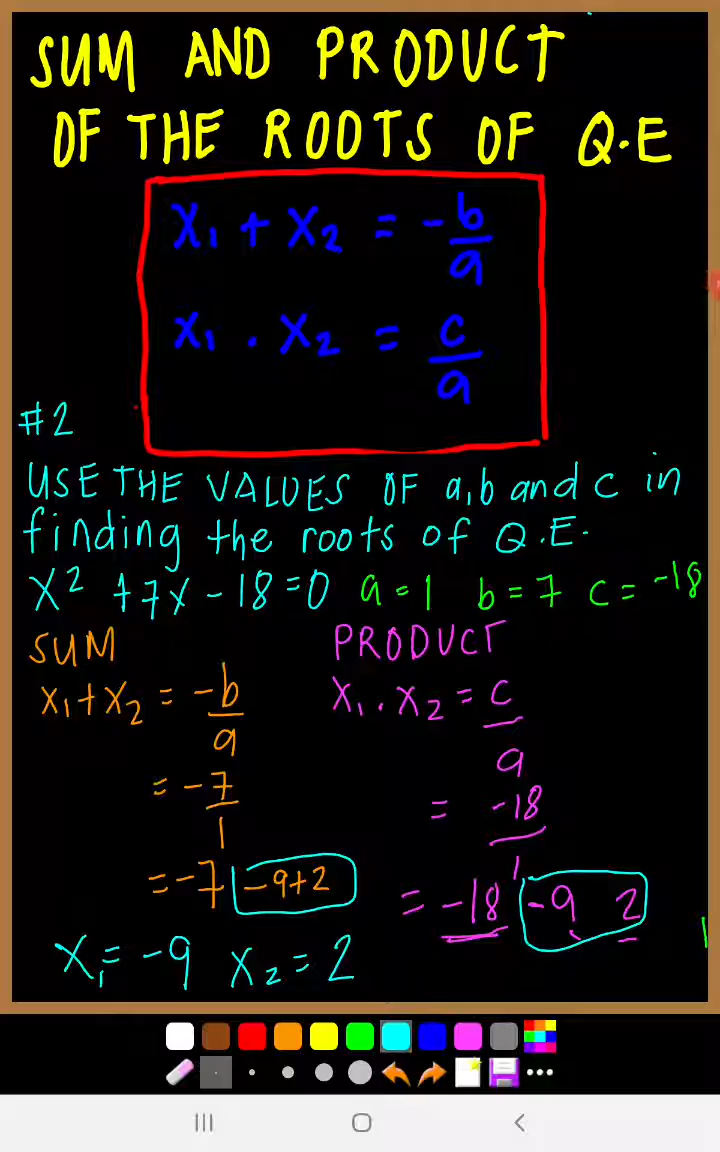 SUM AND PRODUCT
OF THE ROOTS OF Q.E
x₁ + x₂ = -b/a
x₁ . x₂ = c/a
#2
USE THE VALUES OF a, b and c in
finding the roots of Q.E.
x² + 7x - 18 = 0 a = 1 b = 7 c = -18
SUM
x₁ + x₂ = -b/a
= -7/1
= -7 -9+2
PRODUCT
x₁ . x₂ = c/a
= -18/1
= -18 -9 2
x₁ = -9 x₂ = 2